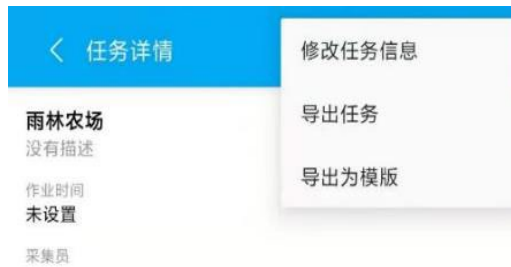 任务详情
修改任务信息
导出任务
导出为模版
雨林农场
没有描述
作业时间
未设置
采集员